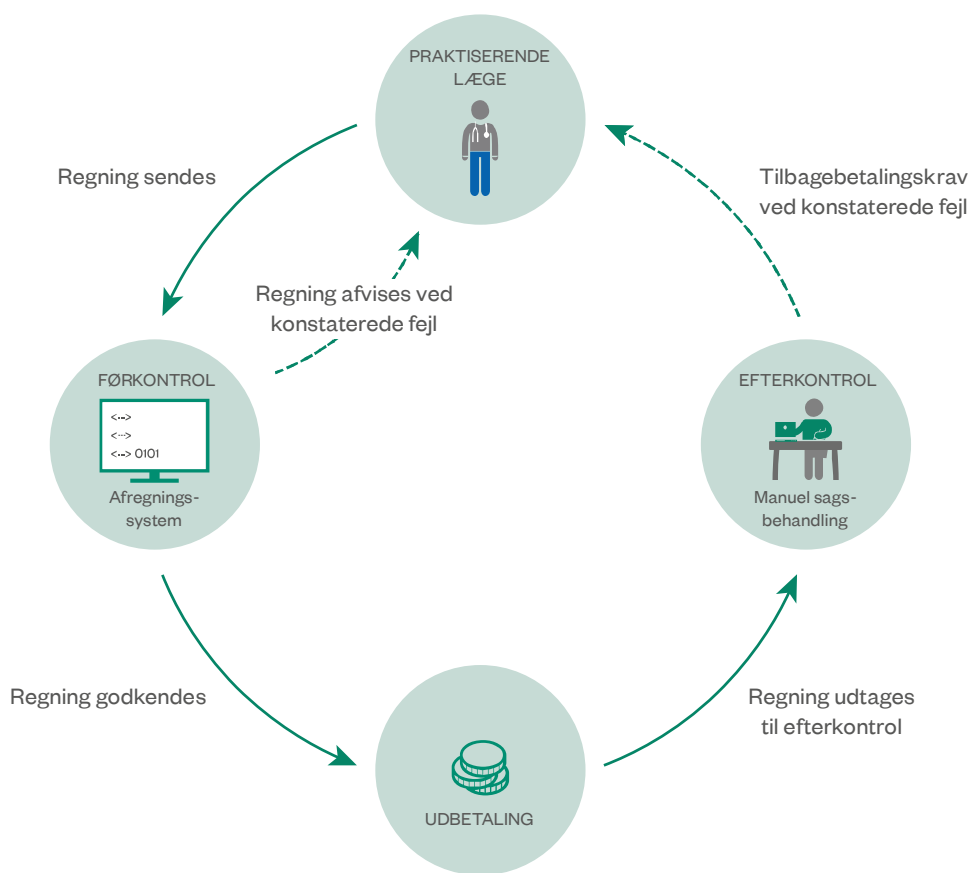 PRAKTISERENDE
LÆGE
Regning sendes
Tilbagebetalingskrav
ved konstaterede fejl
Regning afvises ved
konstaterede fejl
FØRKONTROL
<--->
<--->
<---> 0101
Afregnings-
system
EFTERKONTROL
Manuel sags-
behandling
Regning godkendes
Regning udtages
til efterkontrol
UDBETALING